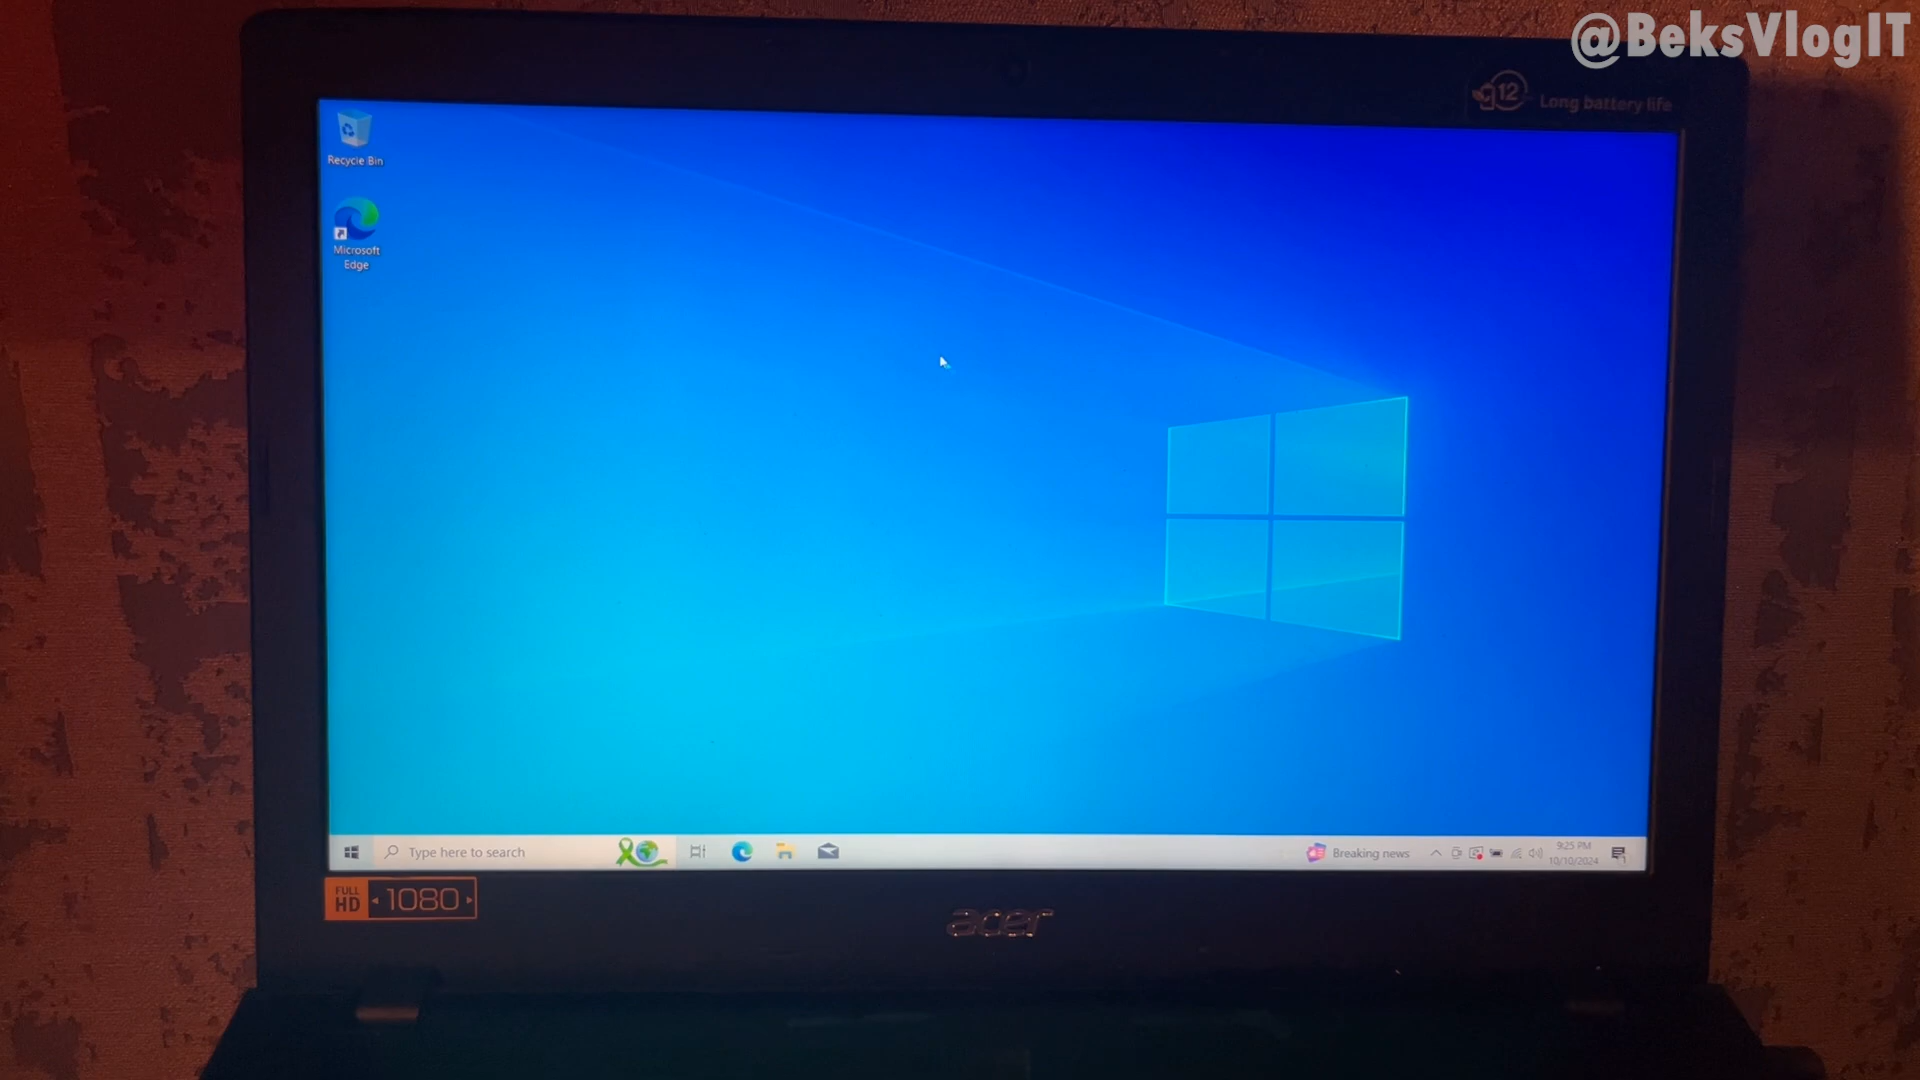 @BeksVlogIT
12
Long battery life
Recycle Bin
Microsoft
Edge
Type here to search
Breaking news
9:25 PM
10/10/2024
FULL
HD
1080
acer